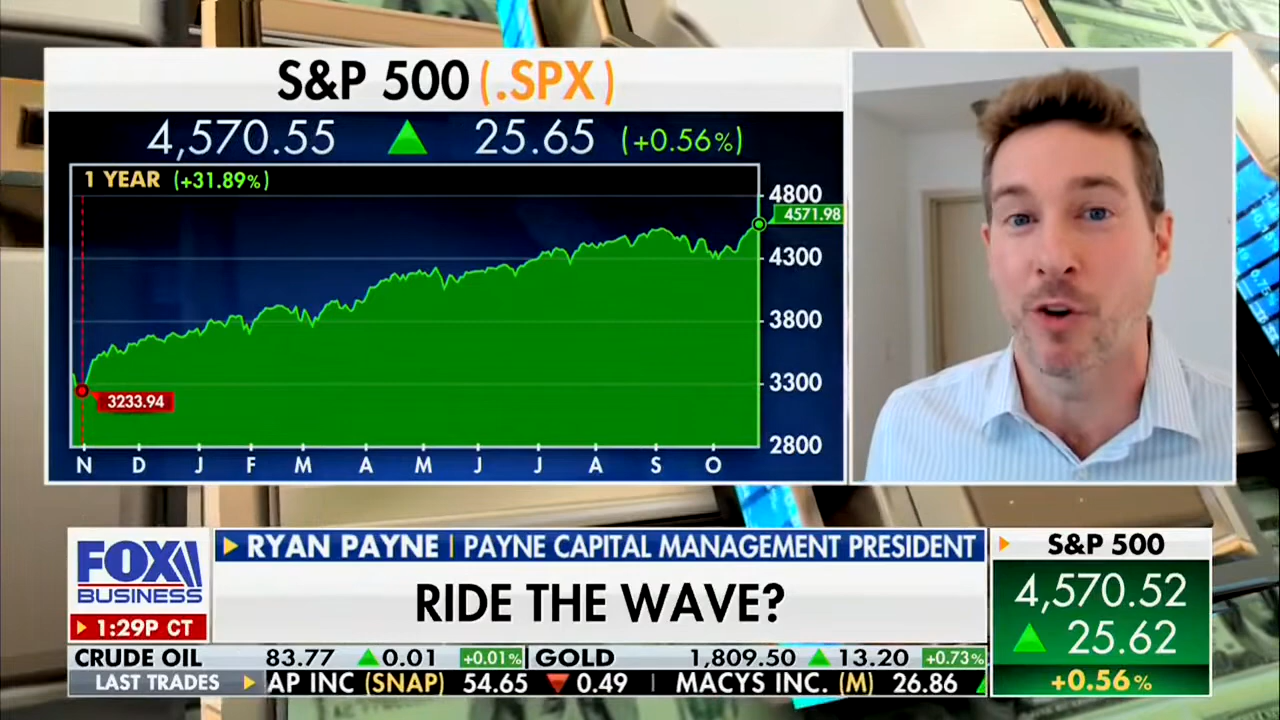 S&P 500 (.SPX)
4,570.55 ▲ 25.65 (+0.56%)
1 YEAR (+31.89%)
4800
4571.98
4300
3800
3300
3233.94
2800
N D J F M A M J J A S O
FOX
BUSINESS
1:29P CT
RYAN PAYNE | PAYNE CAPITAL MANAGEMENT PRESIDENT
RIDE THE WAVE?
S&P 500
4,570.52
▲ 25.62
+0.56%
CRUDE OIL 83.77 ▲ 0.01 +0.01% GOLD 1,809.50 ▲ 13.20 +0.73%
LAST TRADES AP INC (SNAP) 54.65 ▼ 0.49 | MACYS INC. (M) 26.86